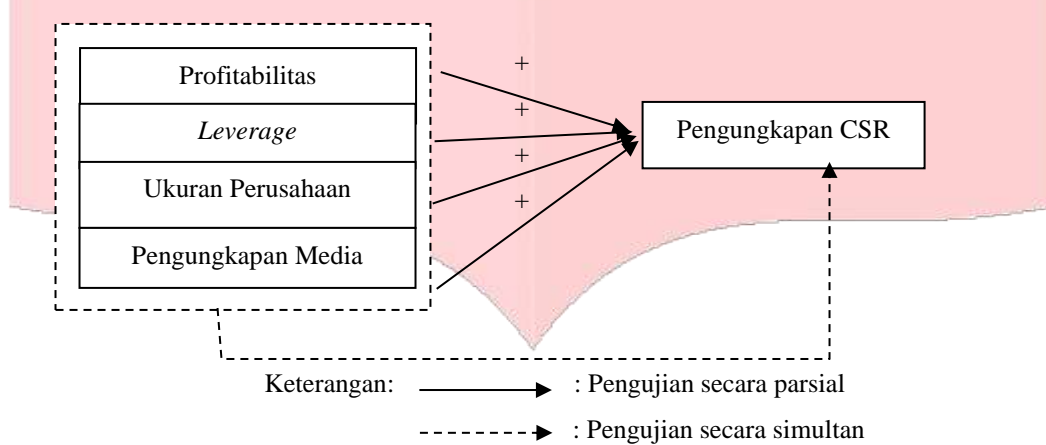 Profitabilitas
+
Leverage
+
Pengungkapan CSR
+
Ukuran Perusahaan
+
Pengungkapan Media
Keterangan:
: Pengujian secara parsial
: Pengujian secara simultan